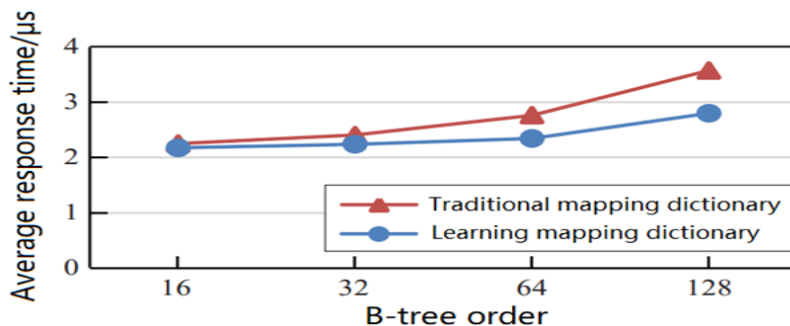 Average response time/μs
4
3
2
1
0
16 32 64 128
B-tree order
Traditional mapping dictionary
Learning mapping dictionary